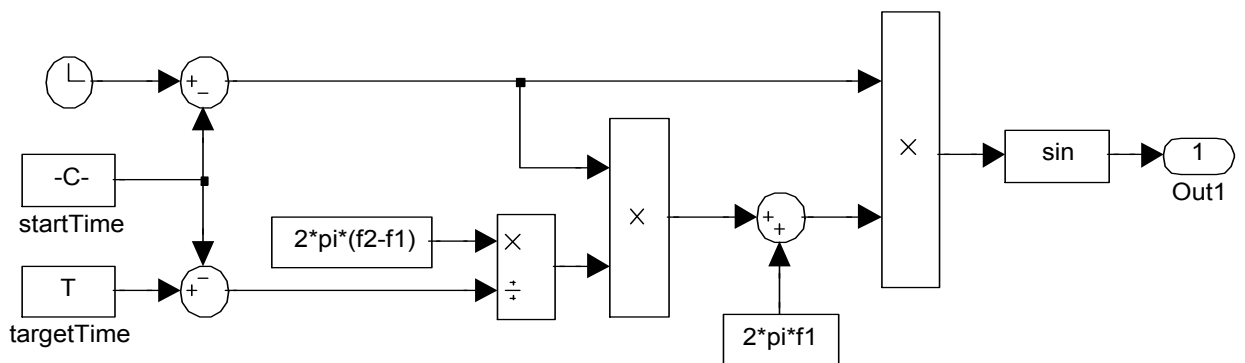 -C-
startTime
T
targetTime
+
−
−
−
2*pi*(f2-f1)
×
÷
×
+
+
2*pi*f1
×
sin
1
Out1